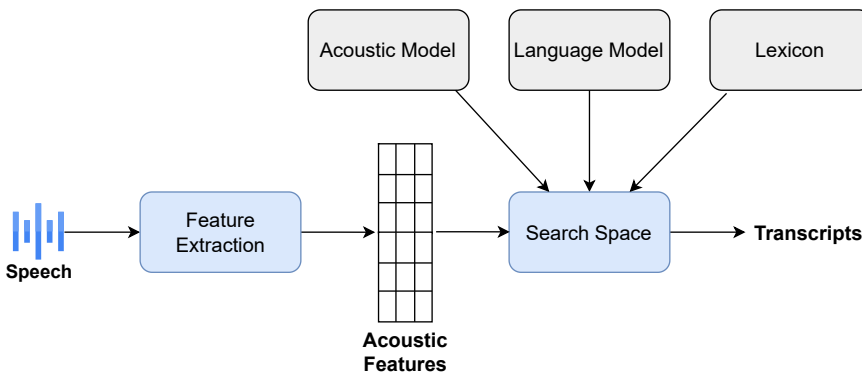 Acoustic Model
Language Model
Lexicon
Speech
Feature
Extraction
Acoustic
Features
Search Space
Transcripts